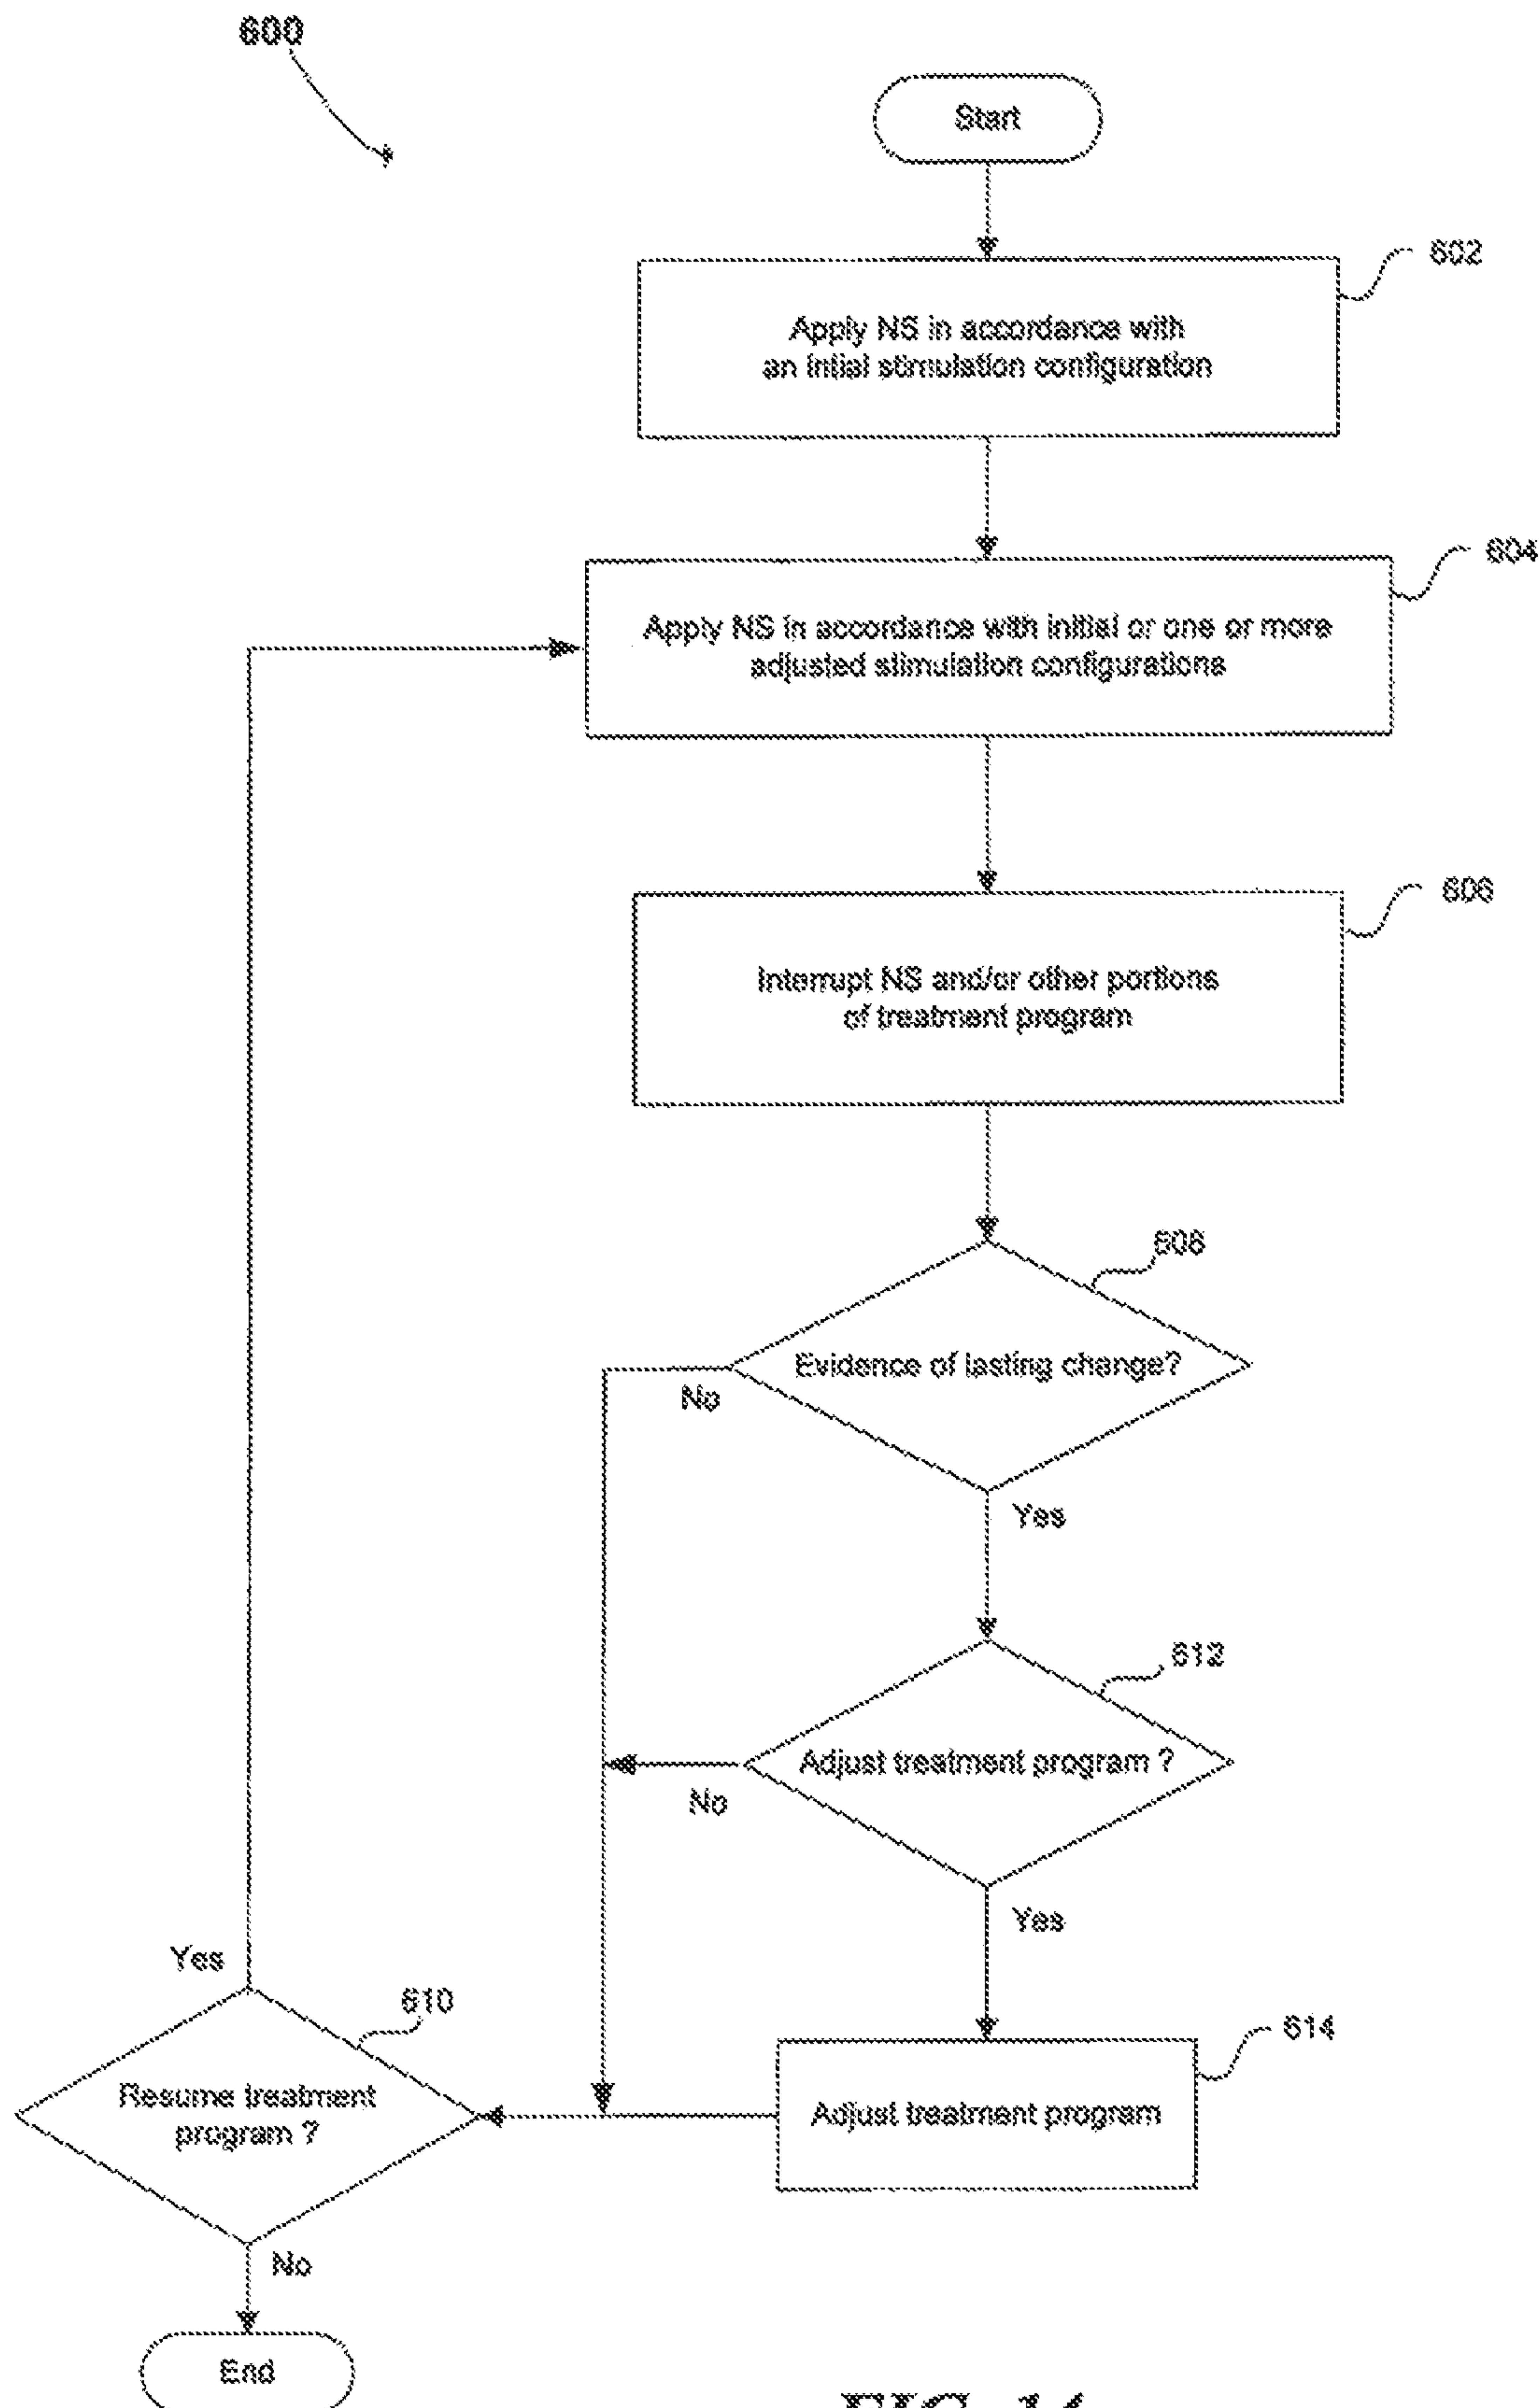 600
Start
602
Apply NS in accordance with
an intial stimulation configuration
604
Apply NS in accordance with initial or one or more
adjusted stimulation configurations
606
Interrupt NS and/or other portions
of treatment program
608
Evidence of lasting change?
No
Yes
612
Adjust treatment program ?
No
Yes
Yes
610
614
Resume treatment
program ?
Adjust treatment program
No
End